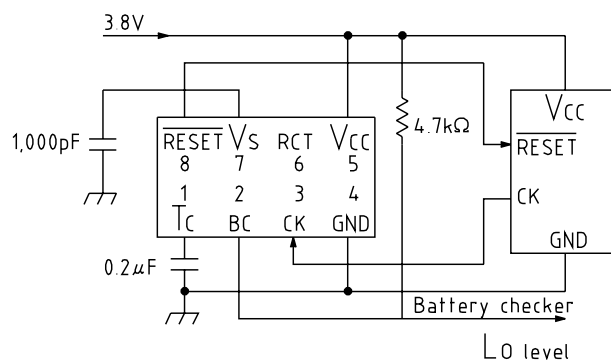 3.8V
1,000pF
RESET VS RCT VCC
8 7 6 5
1 2 3 4
TC BC CK GND
0.2μF
4.7kΩ
VCC
RESET
CK
GND
Battery checker
Lo level